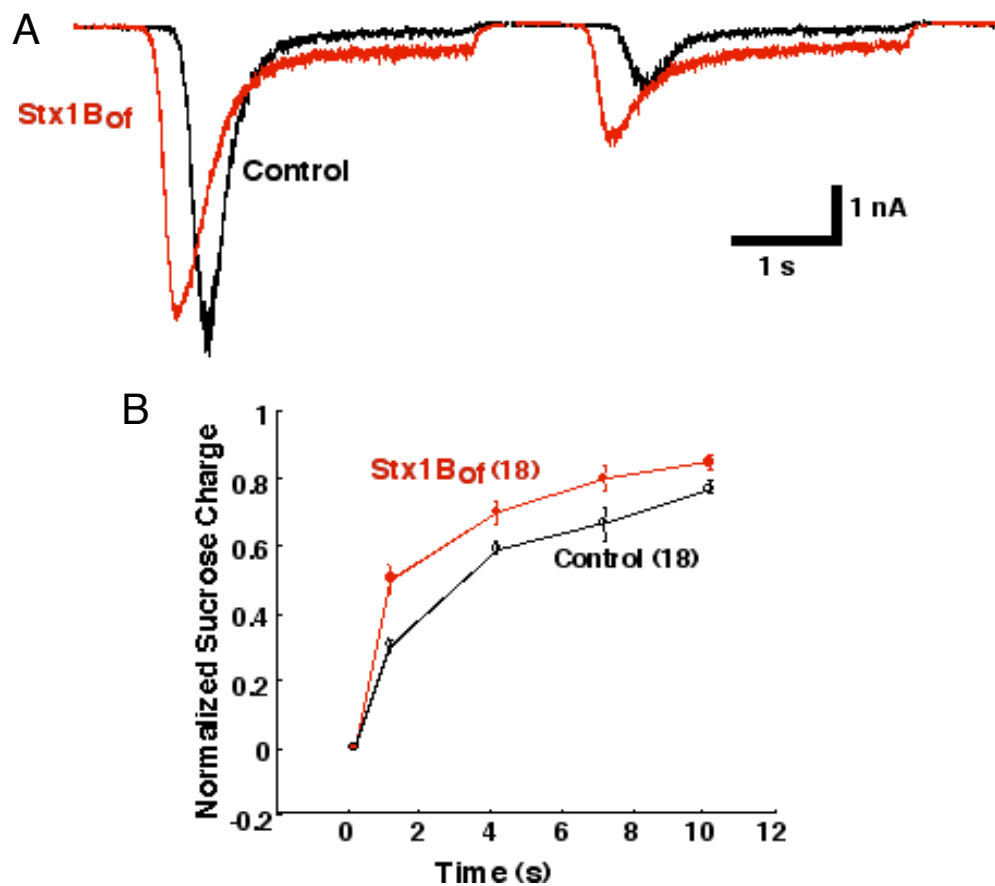 A
Stx1Bof
Control
1 nA
1 s
B
Normalized Sucrose Charge
1
0.8
0.6
0.4
0.2
0
-0.2
Stx1Bof (18)
Control (18)
0 2 4 6 8 10 12
Time (s)